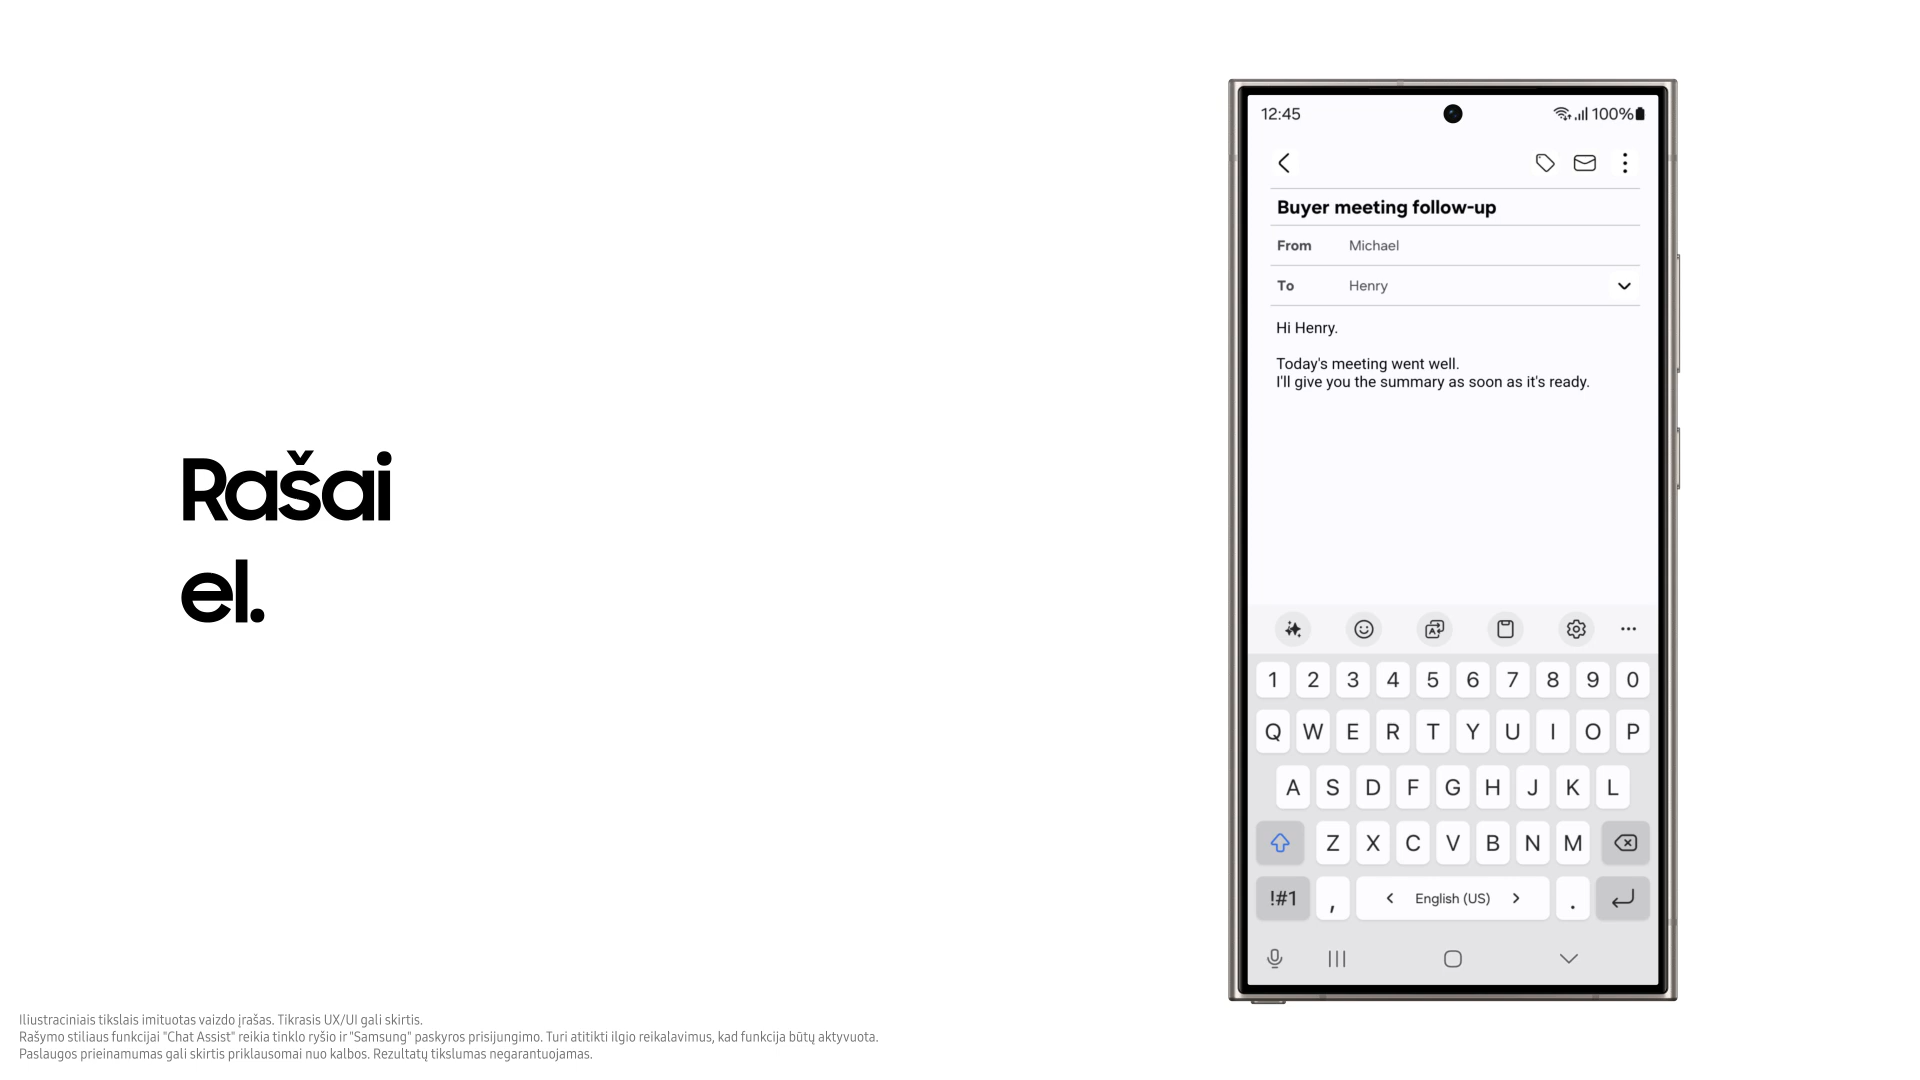 Rašai
el.
12:45
100%
Buyer meeting follow-up
From Michael
To Henry
Hi Henry.
Today's meeting went well.
I'll give you the summary as soon as it's ready.
1 2 3 4 5 6 7 8 9 0
Q W E R T Y U I O P
A S D F G H J K L
Z X C V B N M
!#1 , < English (US) > .
Iliustraciniais tikslais imituotas vaizdo įrašas. Tikrasis UX/UI gali skirtis.
Rašymo stiliaus funkcijai "Chat Assist" reikia tinklo ryšio ir "Samsung" paskyros prisijungimo. Turi atitikti ilgio reikalavimus, kad funkcija būtų aktyvuota.
Paslaugos prieinamumas gali skirtis priklausomai nuo kalbos. Rezultatų tikslumas negarantuojamas.